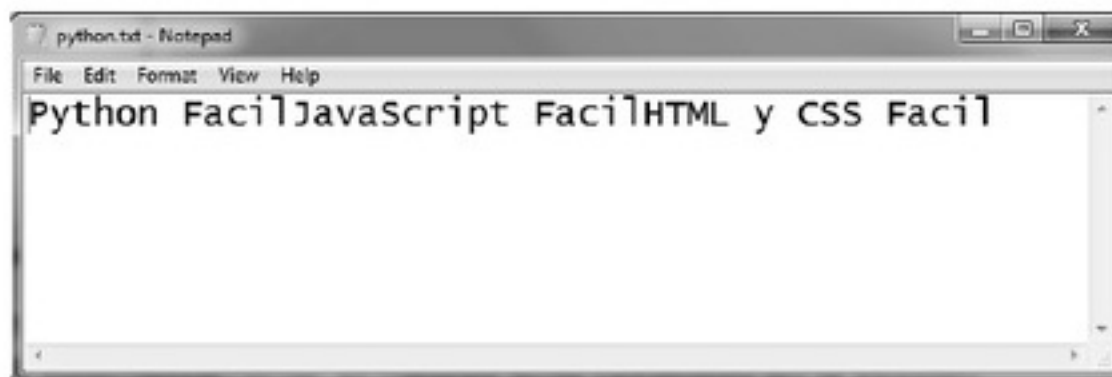 python.txt - Notepad
File Edit Format View Help
Python FacilJavaScript FacilHTML y CSS Facil